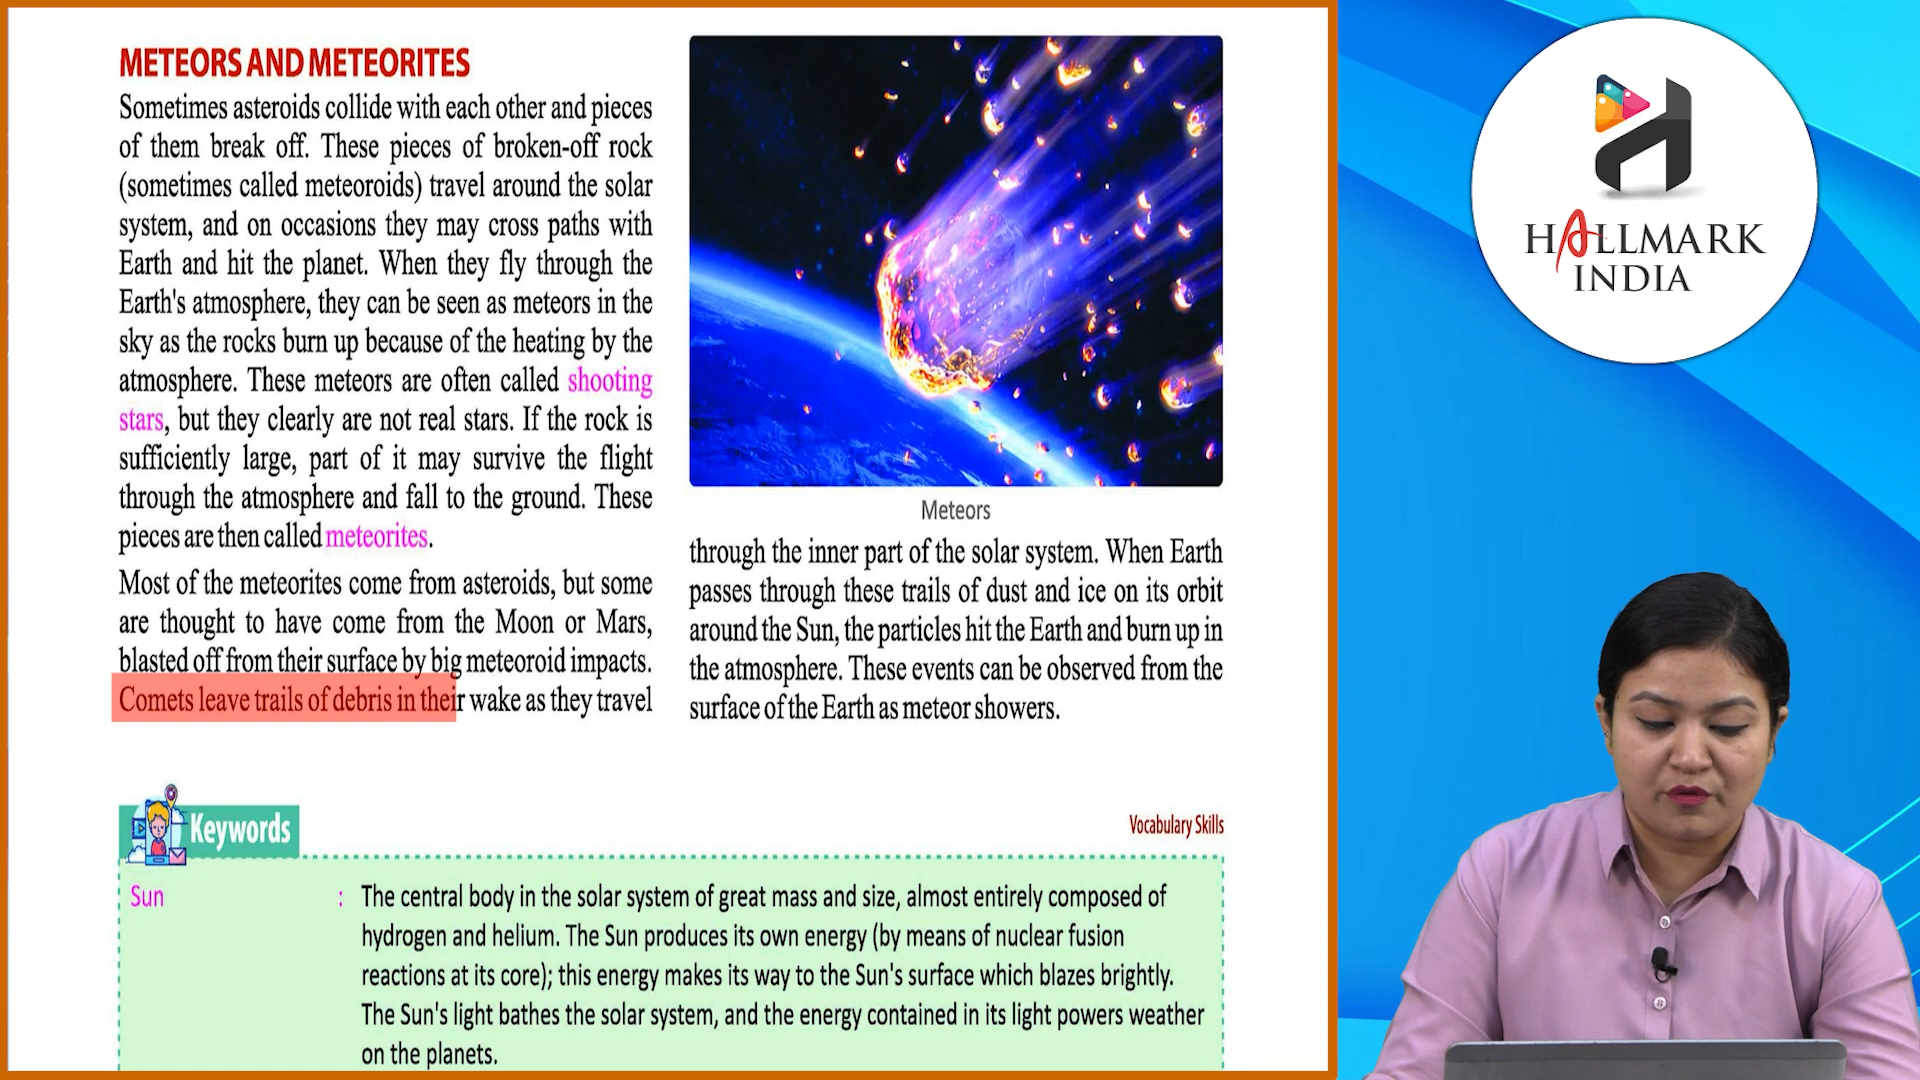 METEORS AND METEORITES
Sometimes asteroids collide with each other and pieces
of them break off. These pieces of broken-off rock
(sometimes called meteoroids) travel around the solar
system, and on occasions they may cross paths with
Earth and hit the planet. When they fly through the
Earth's atmosphere, they can be seen as meteors in the
sky as the rocks burn up because of the heating by the
atmosphere. These meteors are often called shooting
stars, but they clearly are not real stars. If the rock is
sufficiently large, part of it may survive the flight
through the atmosphere and fall to the ground. These
pieces are then called meteorites.
Most of the meteorites come from asteroids, but some
are thought to have come from the Moon or Mars,
blasted off from their surface by big meteoroid impacts.
Comets leave trails of debris in their wake as they travel
Meteors
through the inner part of the solar system. When Earth
passes through these trails of dust and ice on its orbit
around the Sun, the particles hit the Earth and burn up in
the atmosphere. These events can be observed from the
surface of the Earth as meteor showers.
Keywords
Vocabulary Skills
Sun : The central body in the solar system of great mass and size, almost entirely composed of
hydrogen and helium. The Sun produces its own energy (by means of nuclear fusion
reactions at its core); this energy makes its way to the Sun's surface which blazes brightly.
The Sun's light bathes the solar system, and the energy contained in its light powers weather
on the planets.
HALLMARK
INDIA